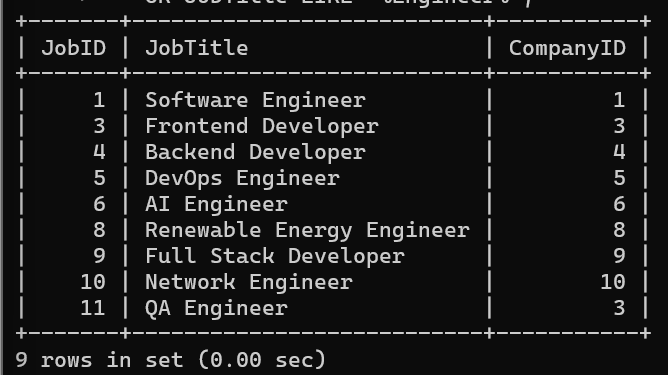 OR JobTitle LIKE '%Engineer%';
+-------+---------------------------+-----------+
| JobID | JobTitle                  | CompanyID |
+-------+---------------------------+-----------+
|     1 | Software Engineer         |         1 |
|     3 | Frontend Developer        |         3 |
|     4 | Backend Developer         |         4 |
|     5 | DevOps Engineer           |         5 |
|     6 | AI Engineer               |         6 |
|     8 | Renewable Energy Engineer |         8 |
|     9 | Full Stack Developer      |         9 |
|    10 | Network Engineer          |        10 |
|    11 | QA Engineer               |         3 |
+-------+---------------------------+-----------+
9 rows in set (0.00 sec)